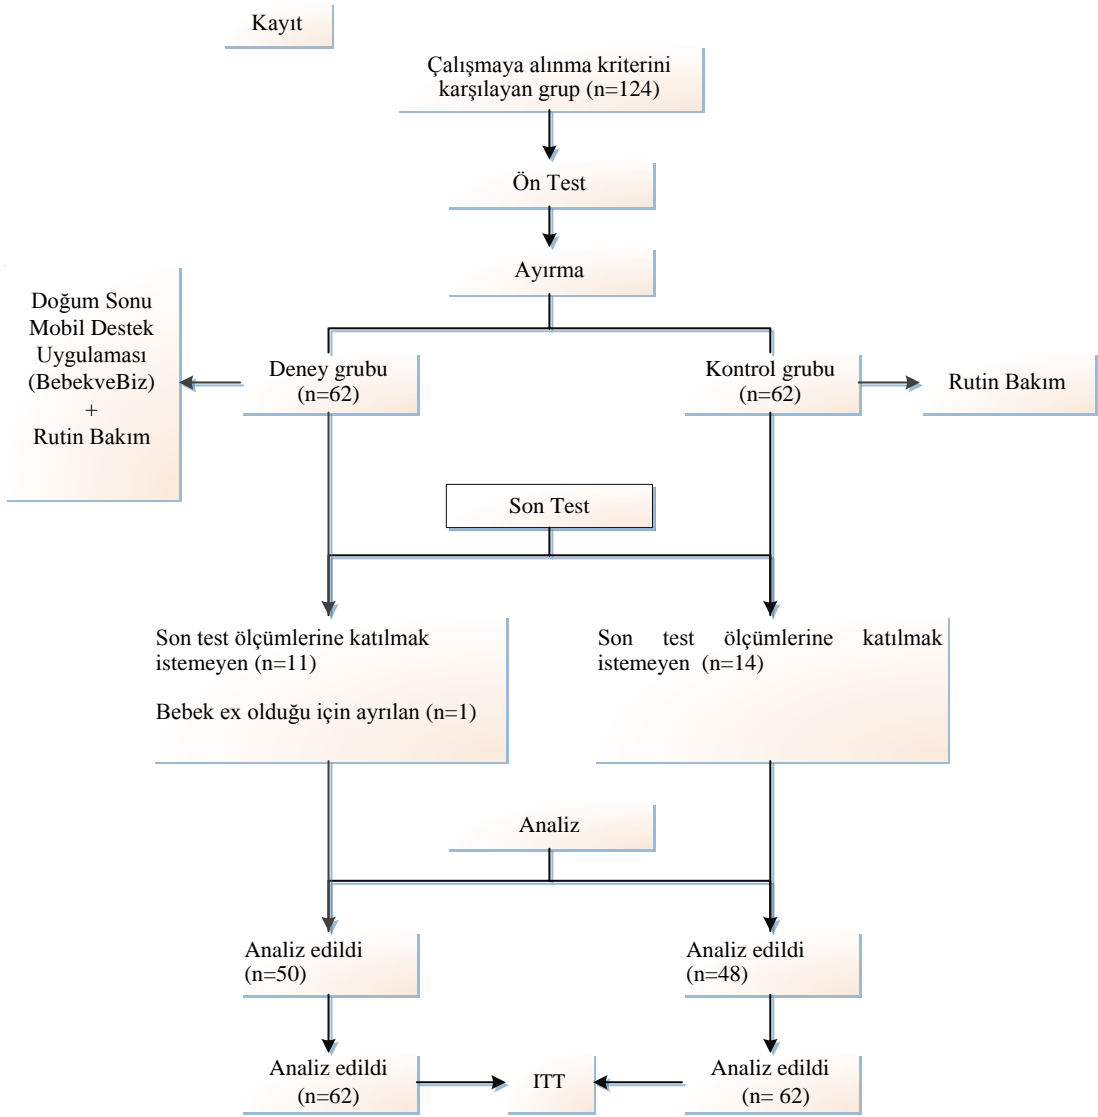 Kayıt
Çalışmaya alınma kriterini
karşılayan grup (n=124)
Ön Test
Ayırma
Doğum Sonu
Mobil Destek
Uygulaması
(BebekveBiz)
+
Rutin Bakım
Deney grubu
(n=62)
Kontrol grubu
(n=62)
Rutin Bakım
Son Test
Son test ölçümlerine katılmak
istemeyen (n=11)
Bebek ex olduğu için ayrılan (n=1)
Son test ölçümlerine katılmak
istemeyen (n=14)
Analiz
Analiz edildi
(n=50)
Analiz edildi
(n=48)
Analiz edildi
(n=62)
ITT
Analiz edildi
(n= 62)